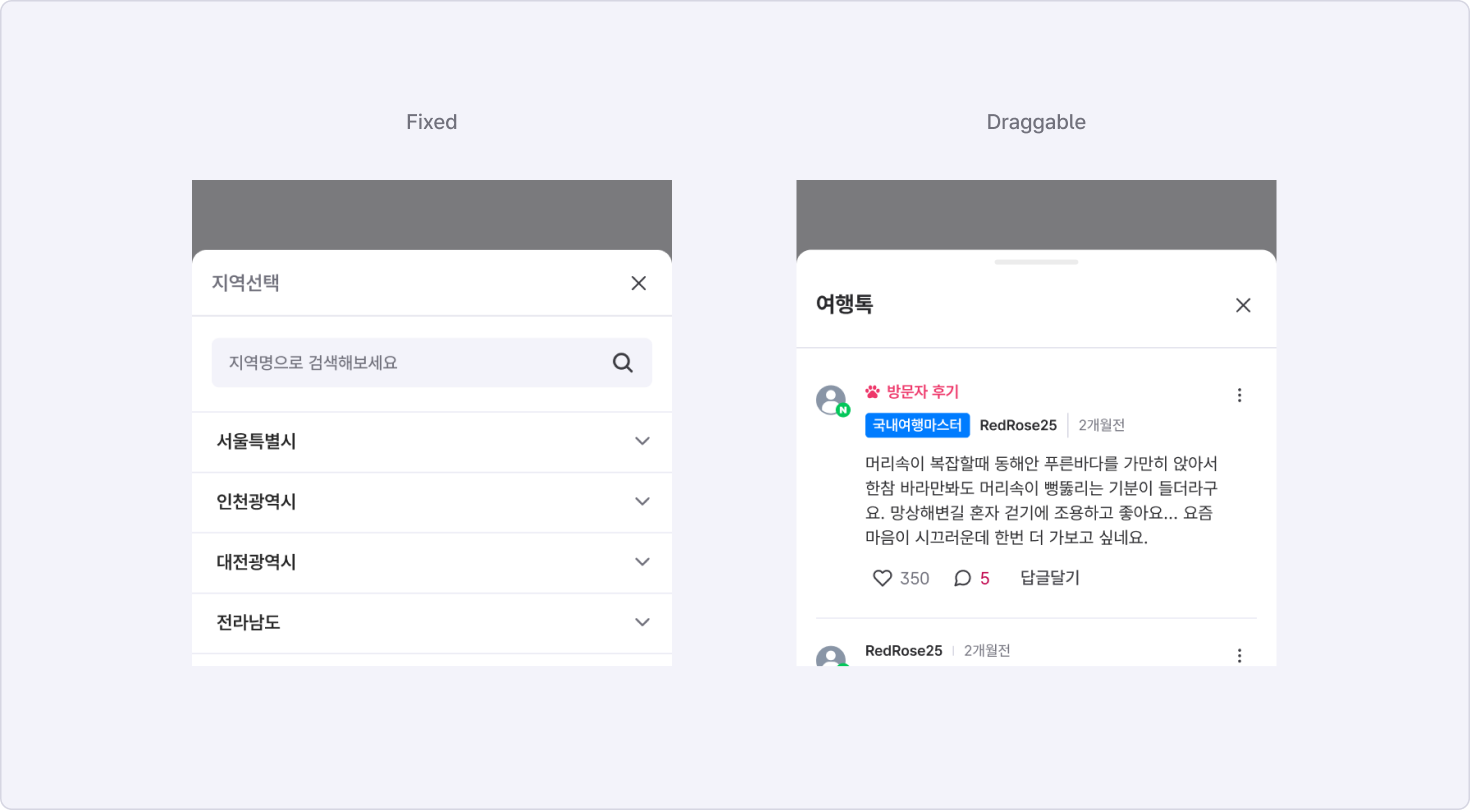 Fixed
지역선택
지역명으로 검색해보세요
서울특별시
인천광역시
대전광역시
전라남도
Draggable
여행톡
방문자 후기
N
국내여행마스터 RedRose25 2개월전
머리속이 복잡할때 동해안 푸른바다를 가만히 앉아서
한참 바라만봐도 머리속이 뻥뚫리는 기분이 들더라구
요. 망상해변길 혼자 걷기에 조용하고 좋아요... 요즘
마음이 시끄러운데 한번 더 가보고 싶네요.
350 5 답글달기
RedRose25 2개월전